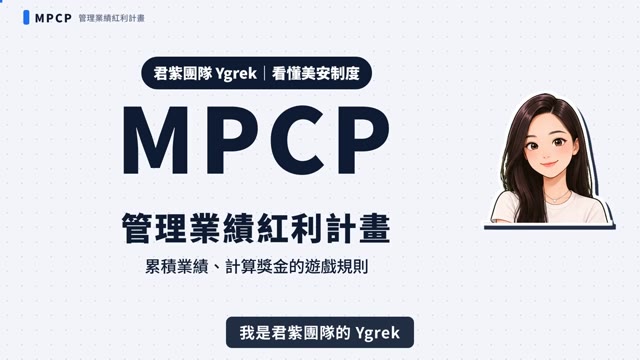 MPCP 管理業績紅利計畫
君紫團隊 Ygrek｜看懂美安制度
MPCP
管理業績紅利計畫
累積業績、計算獎金的遊戲規則
我是君紫團隊的 Ygrek